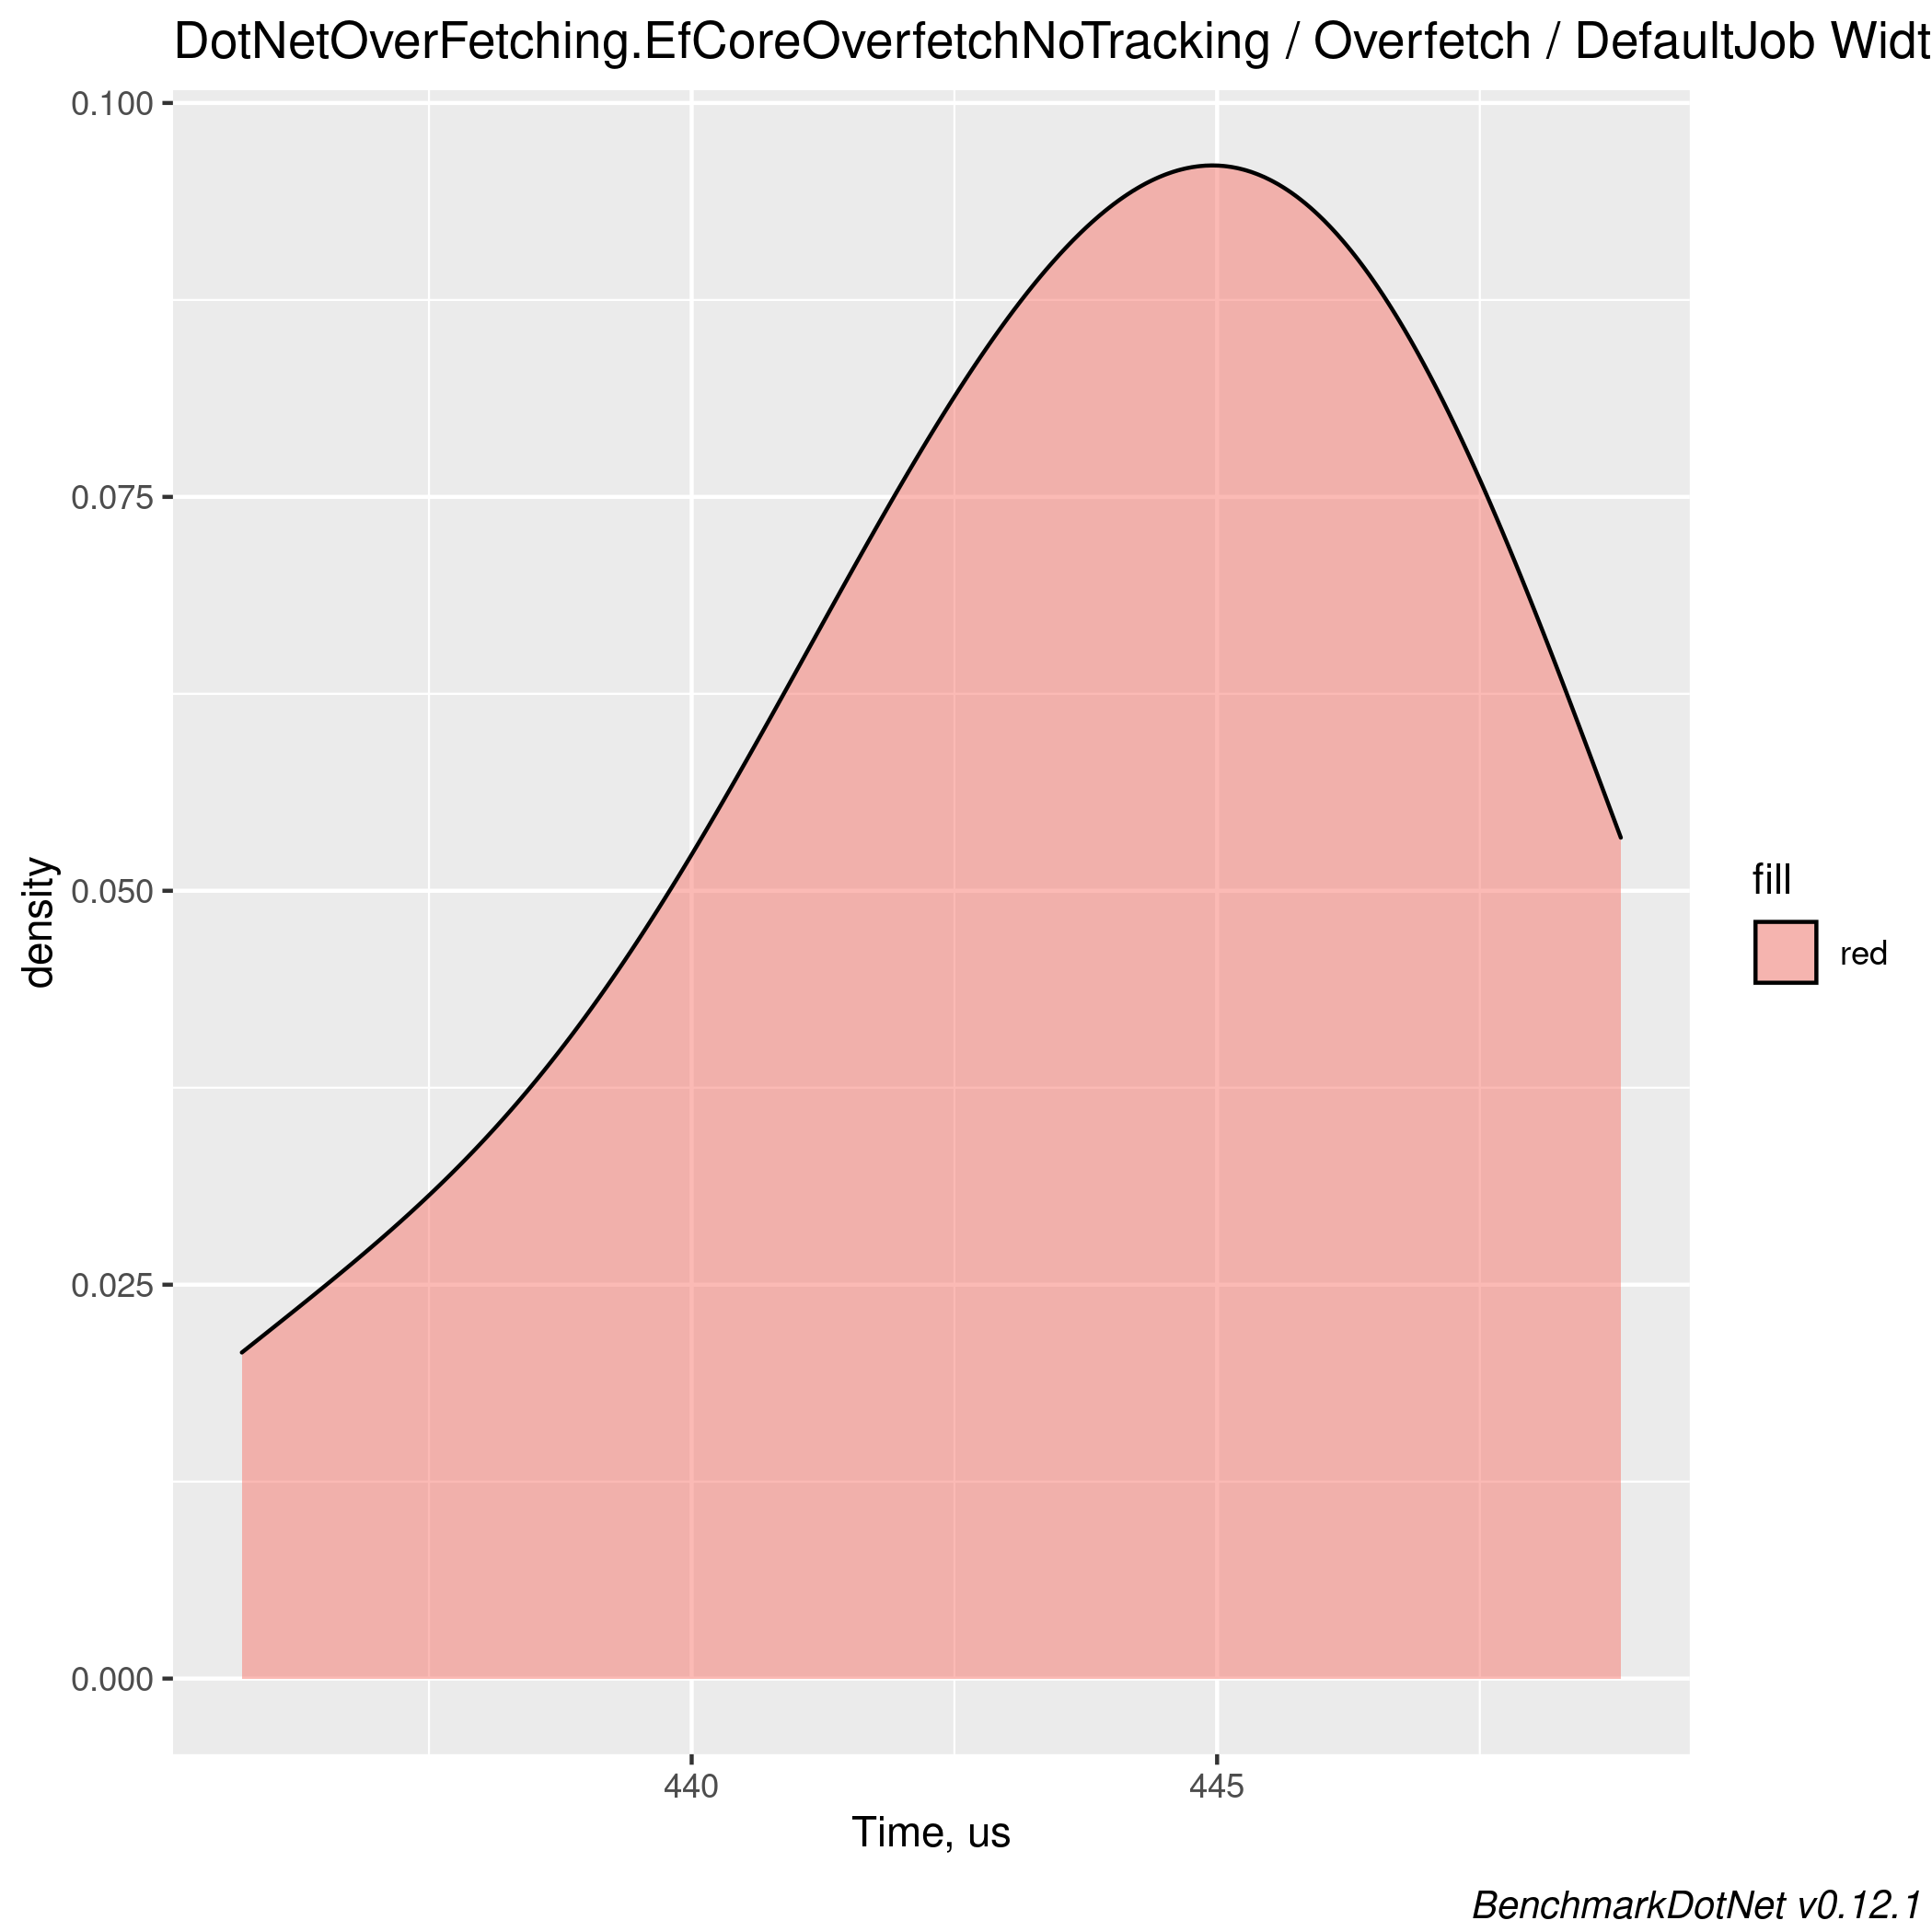 DotNetOverFetching.EfCoreOverfetchNoTracking / Overfetch / DefaultJob Widt
0.100
0.075
0.050
0.025
0.000
density
440 445
Time, us
fill
red
BenchmarkDotNet v0.12.1